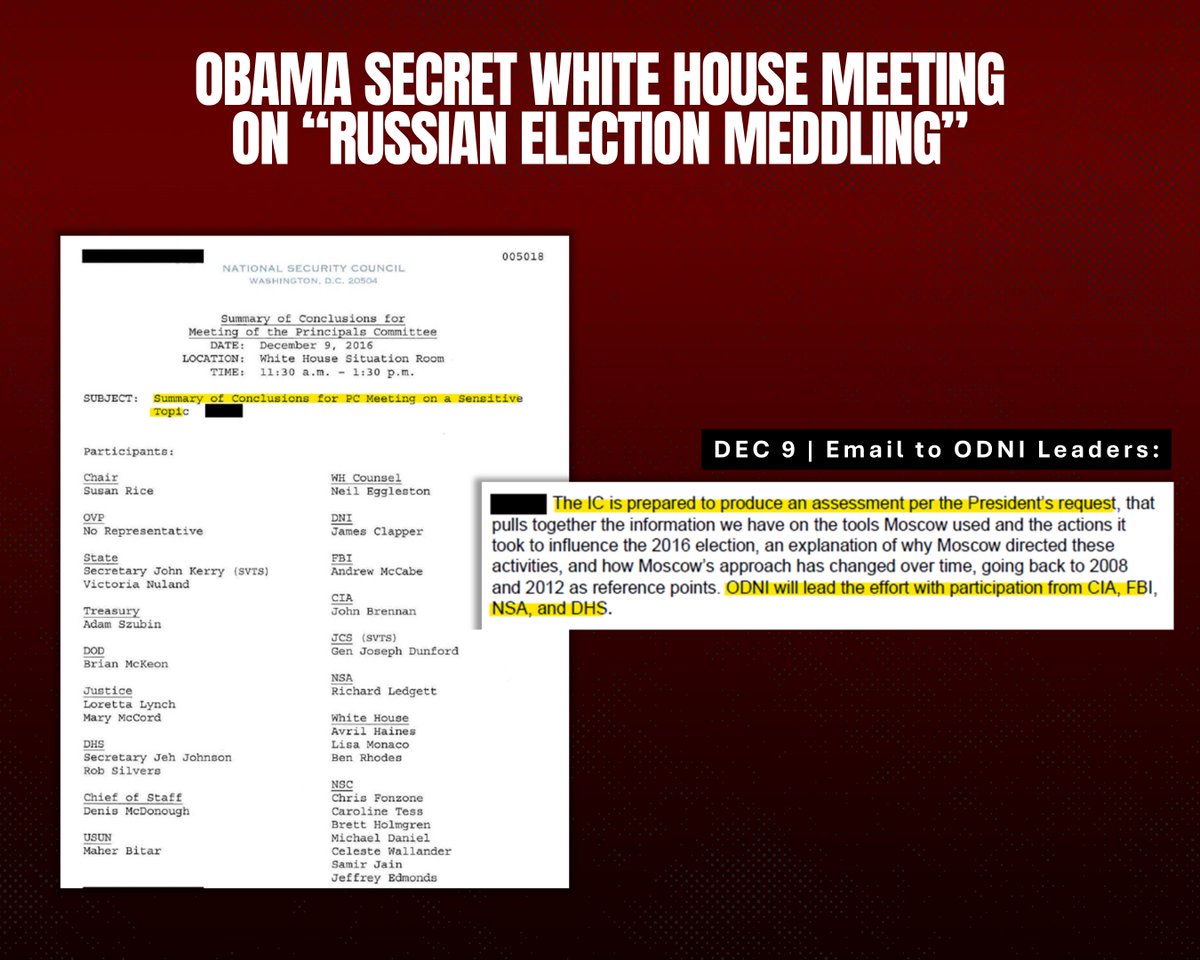 OBAMA SECRET WHITE HOUSE MEETING
ON “RUSSIAN ELECTION MEDDLING”
005018
NATIONAL SECURITY COUNCIL
WASHINGTON, D.C. 20504
Summary of Conclusions for
Meeting of the Principals Committee
DATE: December 9, 2016
LOCATION: White House Situation Room
TIME: 11:30 a.m. - 1:30 p.m.
SUBJECT: Summary of Conclusions for PC Meeting on a Sensitive
Topic
Participants:
Chair
Susan Rice
OVP
No Representative
State
Secretary John Kerry (SVTS)
Victoria Nuland
Treasury
Adam Szubin
DOD
Brian McKeon
Justice
Loretta Lynch
Mary McCord
DHS
Secretary Jeh Johnson
Rob Silvers
Chief of Staff
Denis McDonough
USUN
Maher Bitar
WH Counsel
Neil Eggleston
DNI
James Clapper
FBI
Andrew McCabe
CIA
John Brennan
JCS (SVTS)
Gen Joseph Dunford
NSA
Richard Ledgett
White House
Avril Haines
Lisa Monaco
Ben Rhodes
NSC
Chris Fonzone
Caroline Tess
Brett Holmgren
Michael Daniel
Celeste Wallander
Samir Jain
Jeffrey Edmonds
DEC 9 | Email to ODNI Leaders:
The IC is prepared to produce an assessment per the President’s request, that
pulls together the information we have on the tools Moscow used and the actions it
took to influence the 2016 election, an explanation of why Moscow directed these
activities, and how Moscow’s approach has changed over time, going back to 2008
and 2012 as reference points. ODNI will lead the effort with participation from CIA, FBI,
NSA, and DHS.